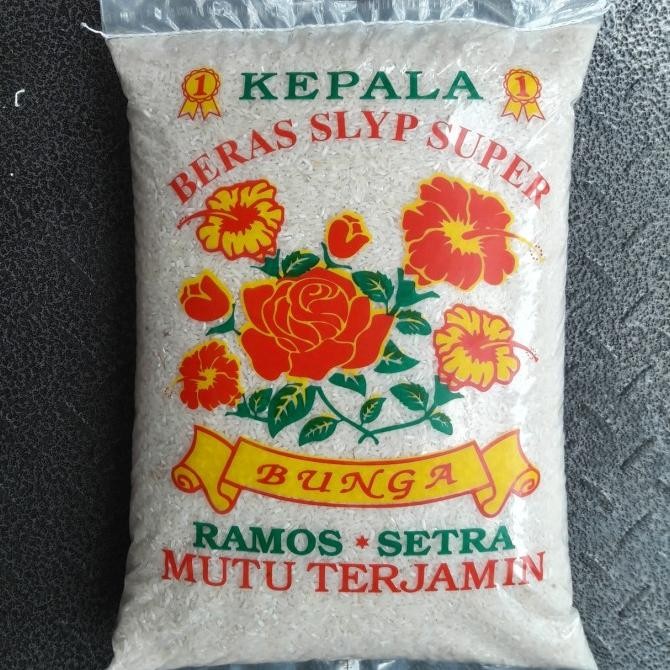 1 KEPALA 1
BERAS SLYP SUPER
BUNGA
RAMOS * SETRA
MUTU TERJAMIN